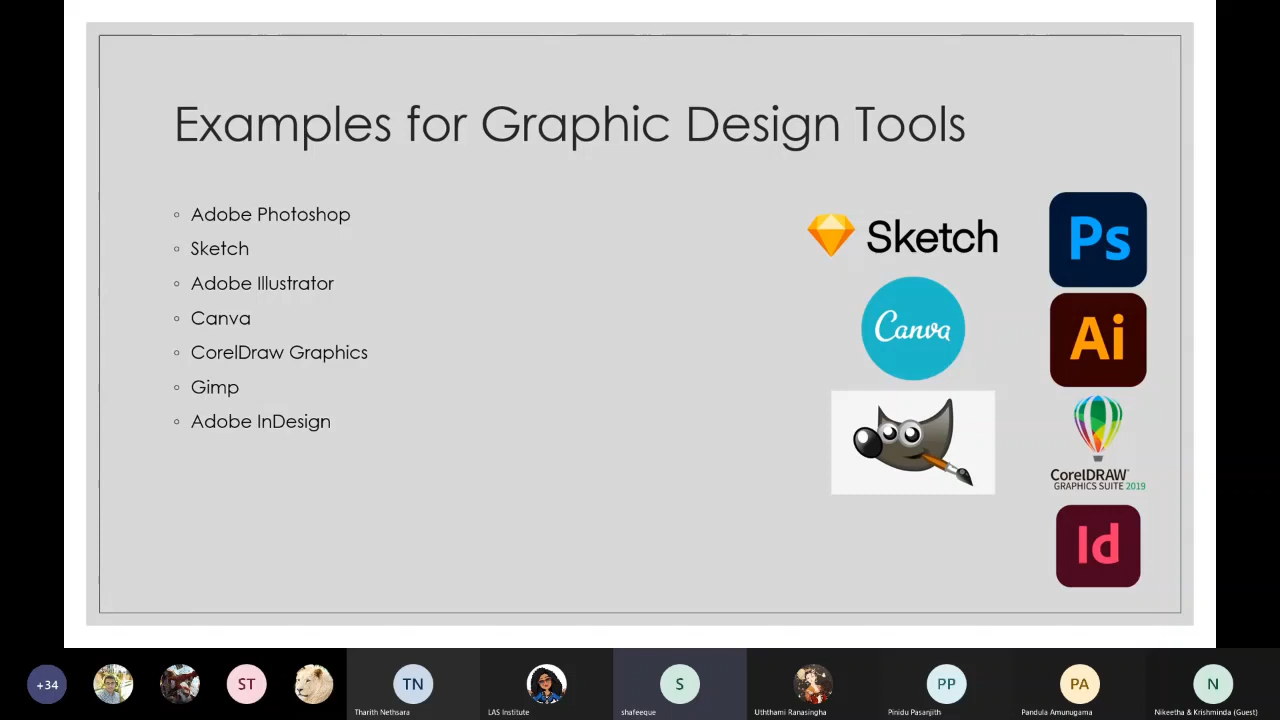 Examples for Graphic Design Tools
Adobe Photoshop
Sketch
Adobe Illustrator
Canva
CorelDraw Graphics
Gimp
Adobe InDesign
Sketch
Ps
Canva
Ai
CorelDRAW
GRAPHICS SUITE 2019
Id
+34
ST
TN
S
PP
PA
N
Tharith Nethsara
LAS Institute
shafeeque
Uththami Ranasingha
Pinidu Pasanjith
Pandula Amunugama
Nikeetha & Krishminda (Guest)